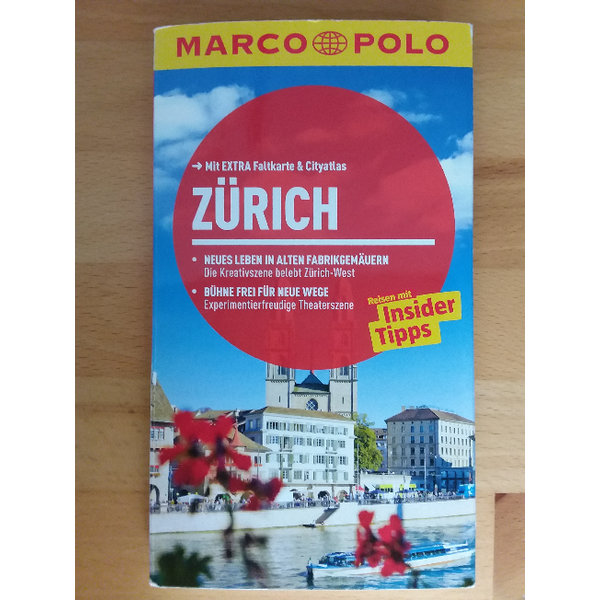 MARCO POLO
→ Mit EXTRA Faltkarte & Cityatlas
ZÜRICH
• NEUES LEBEN IN ALTEN FABRIKGEMÄUERN
Die Kreativszene belebt Zürich-West
• BÜHNE FREI FÜR NEUE WEGE
Experimentierfreudige Theaterszene
Reisen mit
Insider
Tipps